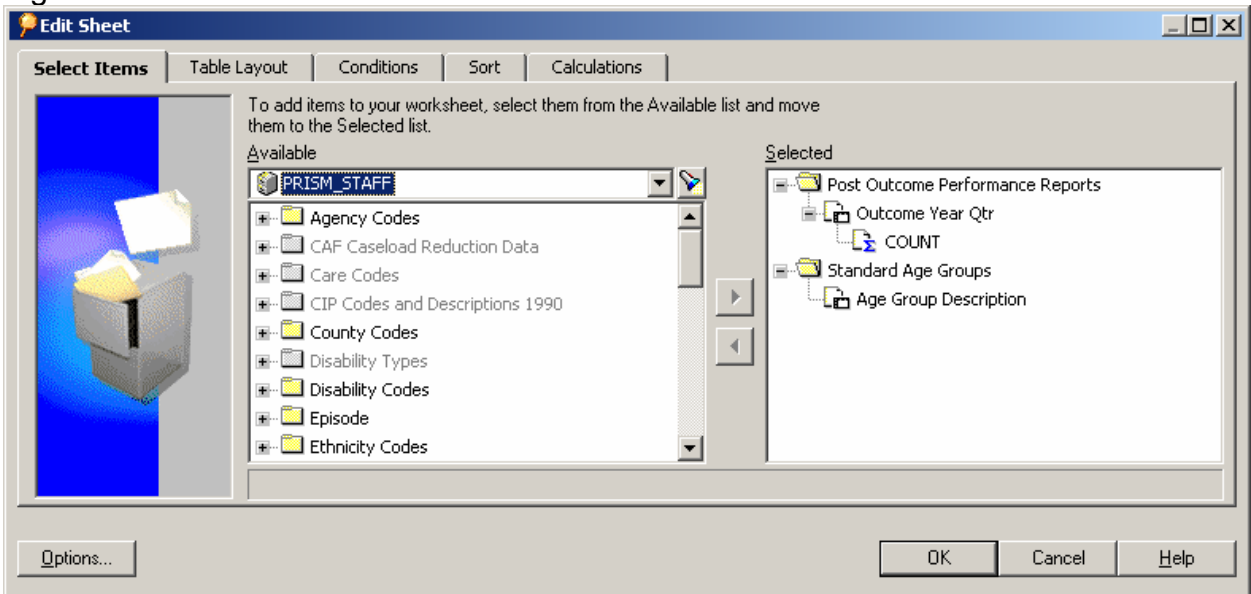 Edit Sheet
Select Items Table Layout Conditions Sort Calculations
To add items to your worksheet, select them from the Available list and move
them to the Selected list.
Available
Selected
PRISM_STAFF
Agency Codes
CAF Caseload Reduction Data
Care Codes
CIP Codes and Descriptions 1990
County Codes
Disability Types
Disability Codes
Episode
Ethnicity Codes
Post Outcome Performance Reports
Outcome Year Qtr
COUNT
Standard Age Groups
Age Group Description
Options...
OK Cancel Help